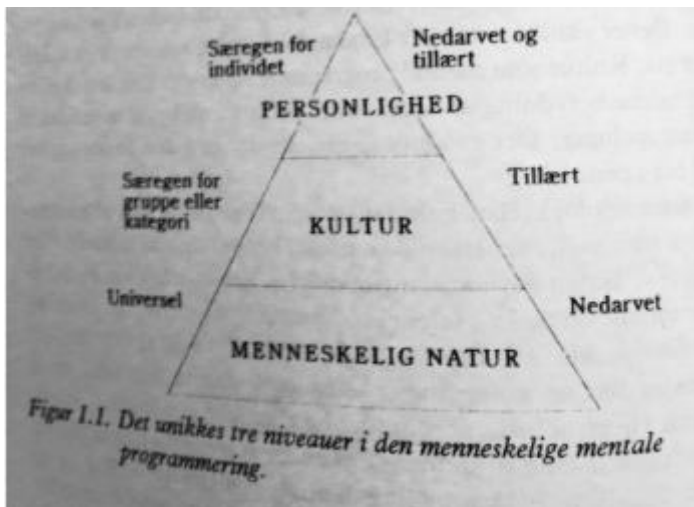 Særegen for
individet
Nedarvet og
tillært
PERSONLIGHED
Særegen for
gruppe eller
kategori
Tillært
KULTUR
Universel
Nedarvet
MENNESKELIG NATUR
Figur 1.1. Det unikkes tre niveauer i den menneskelige mentale
programmering.